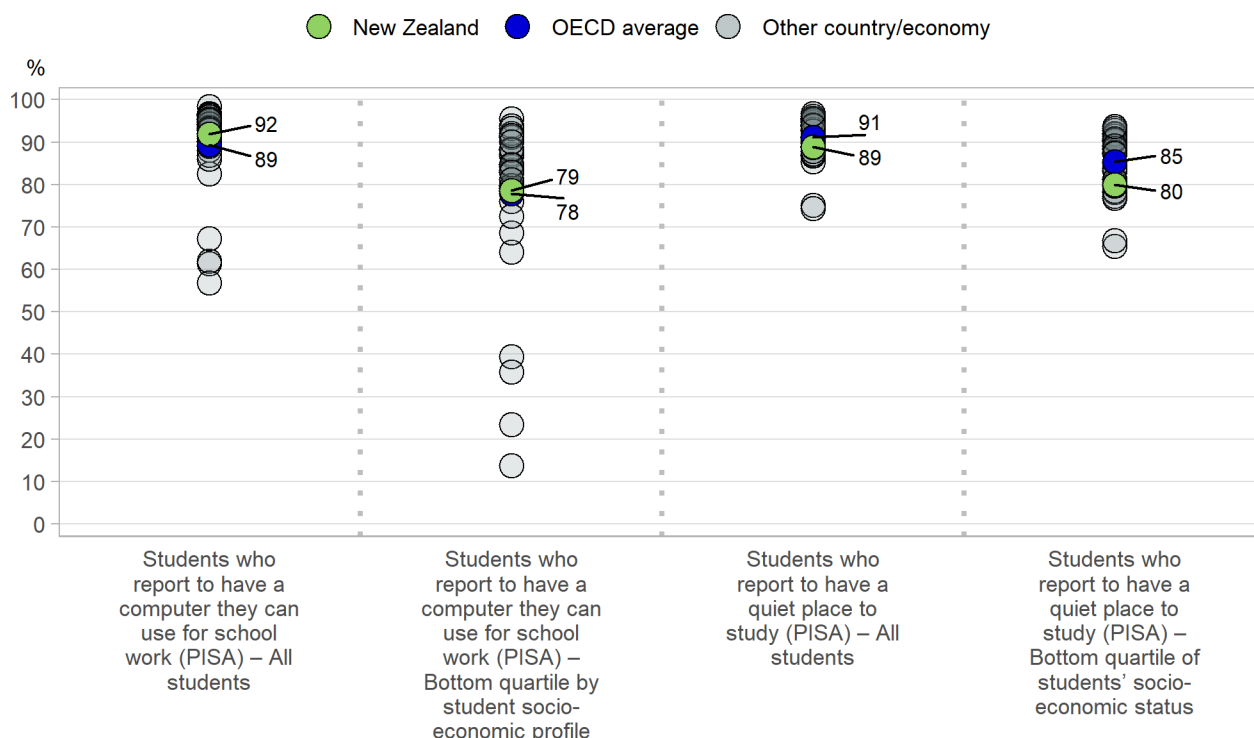 New Zealand OECD average Other country/economy
%
100
90
80
70
60
50
40
30
20
10
0
92
89
79
78
91
89
85
80
Students who
report to have a
computer they can
use for school
work (PISA) – All
students
Students who
report to have a
computer they can
use for school
work (PISA) –
Bottom quartile by
student socio-
economic profile
Students who
report to have a
quiet place to
study (PISA) – All
students
Students who
report to have a
quiet place to
study (PISA) –
Bottom quartile of
students’ socio-
economic status